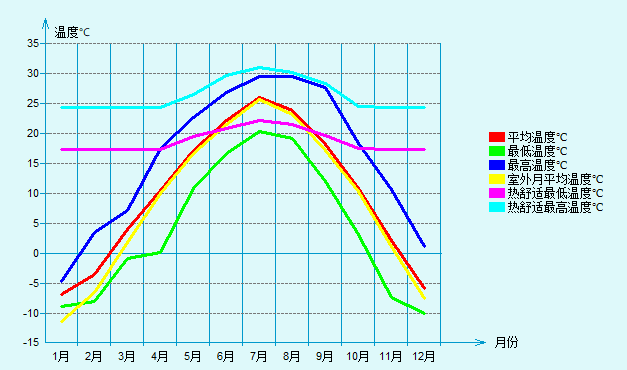 温度℃
35
30
25
20
15
10
5
0
-5
-10
-15
1月 2月 3月 4月 5月 6月 7月 8月 9月 10月 11月 12月
月份
平均温度℃
最低温度℃
最高温度℃
室外月平均温度℃
热舒适最低温度℃
热舒适最高温度℃